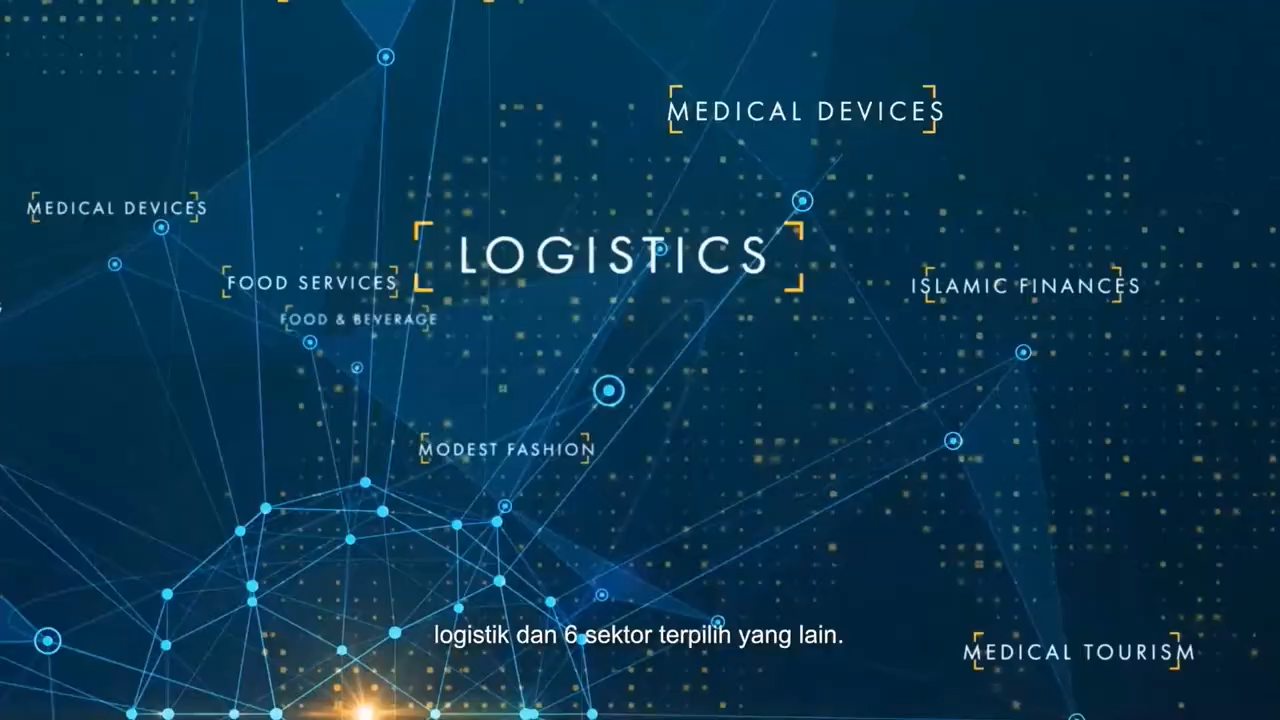 MEDICAL DEVICES
MEDICAL DEVICES
LOGISTICS
FOOD SERVICES
ISLAMIC FINANCES
FOOD & BEVERAGE
MODEST FASHION
logistik dan 6 sektor terpilih yang lain.
MEDICAL TOURISM